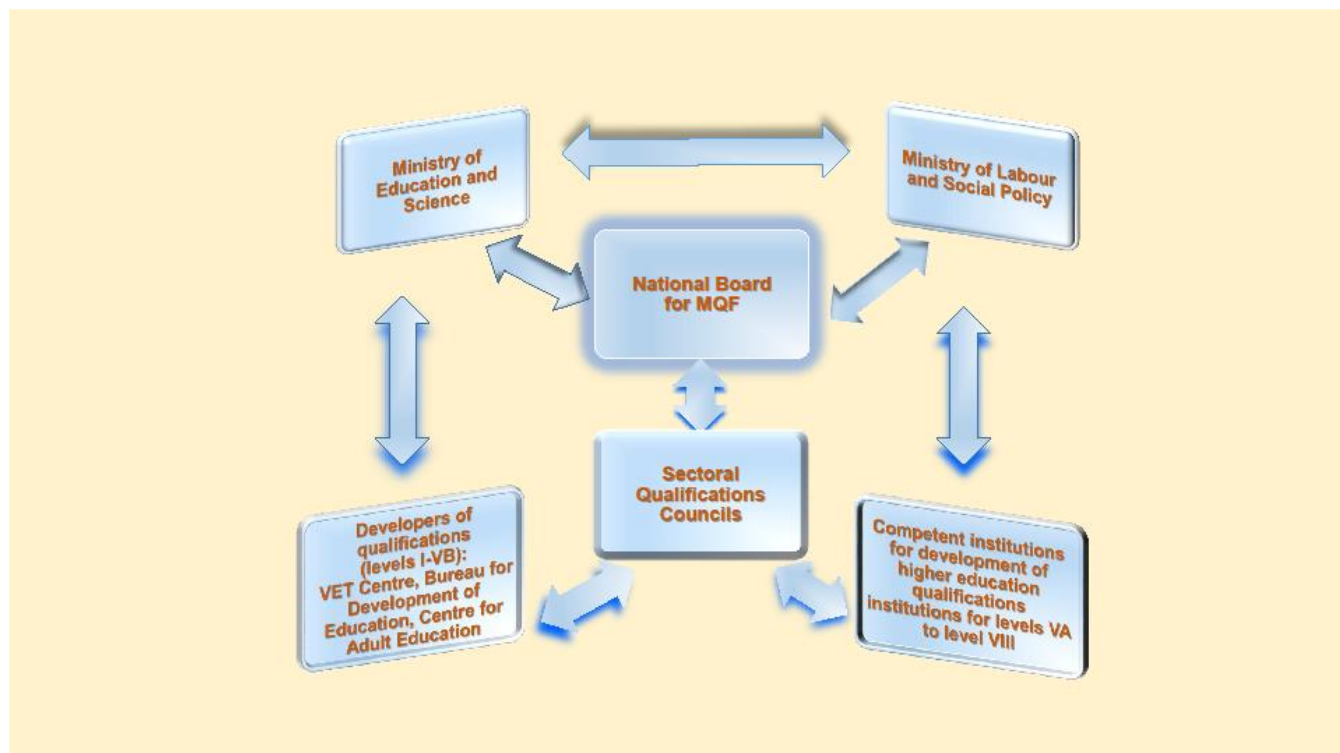 Ministry of
Education and
Science
Ministry of Labour
and Social Policy
National Board
for MQF
Sectoral
Qualifications
Councils
Developers of
qualifications
(levels I-VB):
VET Centre, Bureau for
Development of
Education, Centre for
Adult Education
Competent institutions
for development of
higher education
qualifications
institutions for levels VA
to level VIII